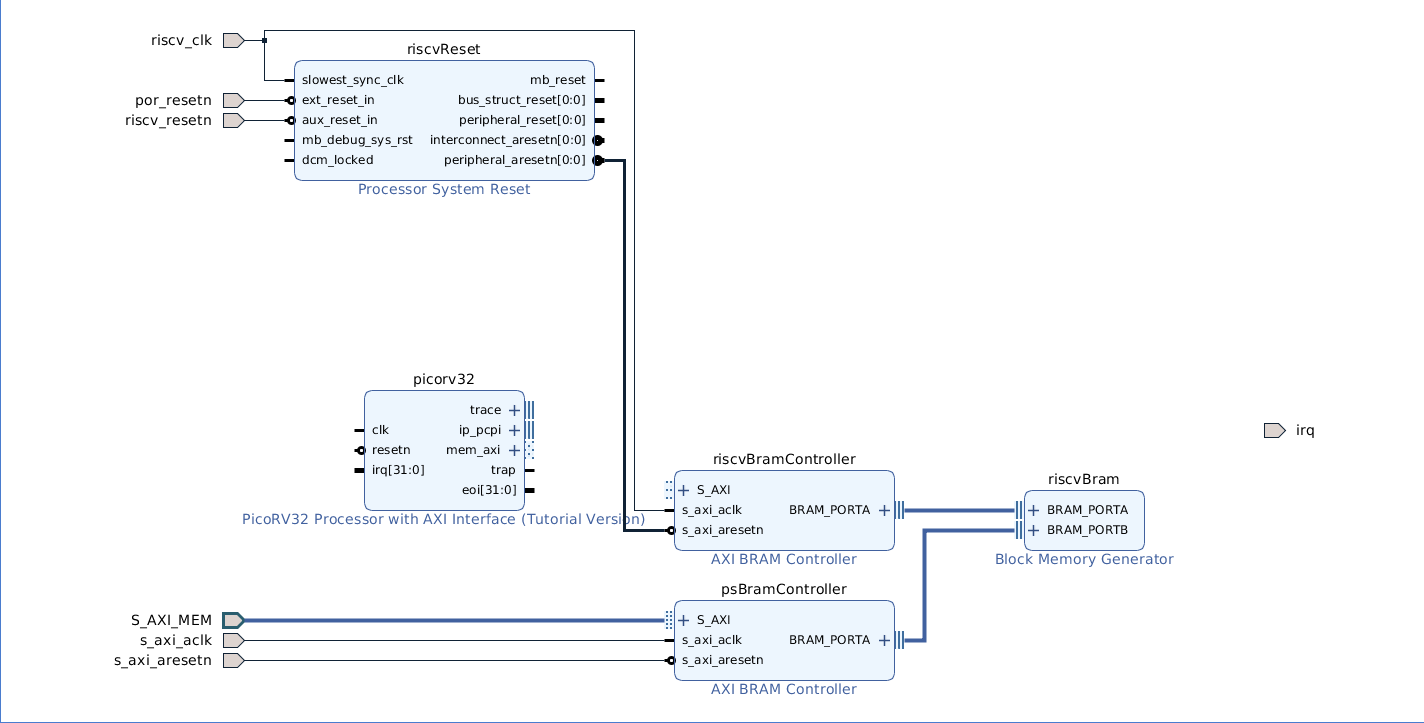 riscv_clk
riscvReset
slowest_sync_clk
mb_reset
por_resetn
ext_reset_in
bus_struct_reset[0:0]
riscv_resetn
aux_reset_in
peripheral_reset[0:0]
mb_debug_sys_rst
interconnect_aresetn[0:0]
dcm_locked
peripheral_aresetn[0:0]
Processor System Reset
picorv32
trace
clk
ip_pcpi
resetn
mem_axi
irq[31:0]
trap
eoi[31:0]
PicoRV32 Processor with AXI Interface (Tutorial Version)
irq
riscvBramController
S_AXI
s_axi_aclk
BRAM_PORTA
s_axi_aresetn
AXI BRAM Controller
riscvBram
BRAM_PORTA
BRAM_PORTB
Block Memory Generator
psBramController
S_AXI_MEM
S_AXI
s_axi_aclk
s_axi_aclk
BRAM_PORTA
s_axi_aresetn
s_axi_aresetn
AXI BRAM Controller